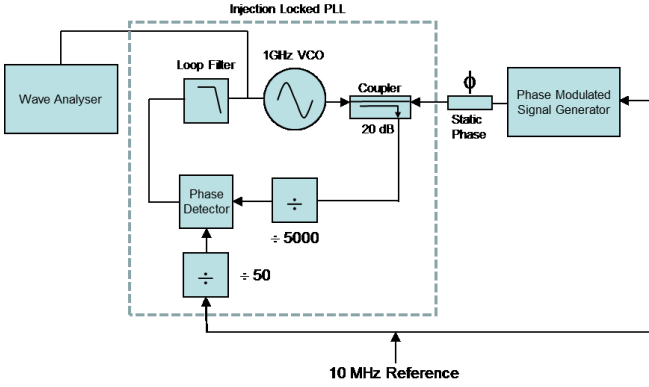 Injection Locked PLL
Wave Analyser
Loop Filter
1GHz VCO
Coupler
20 dB
ϕ
Static
Phase
Phase Modulated
Signal Generator
Phase
Detector
÷
÷ 5000
÷
÷ 50
10 MHz Reference